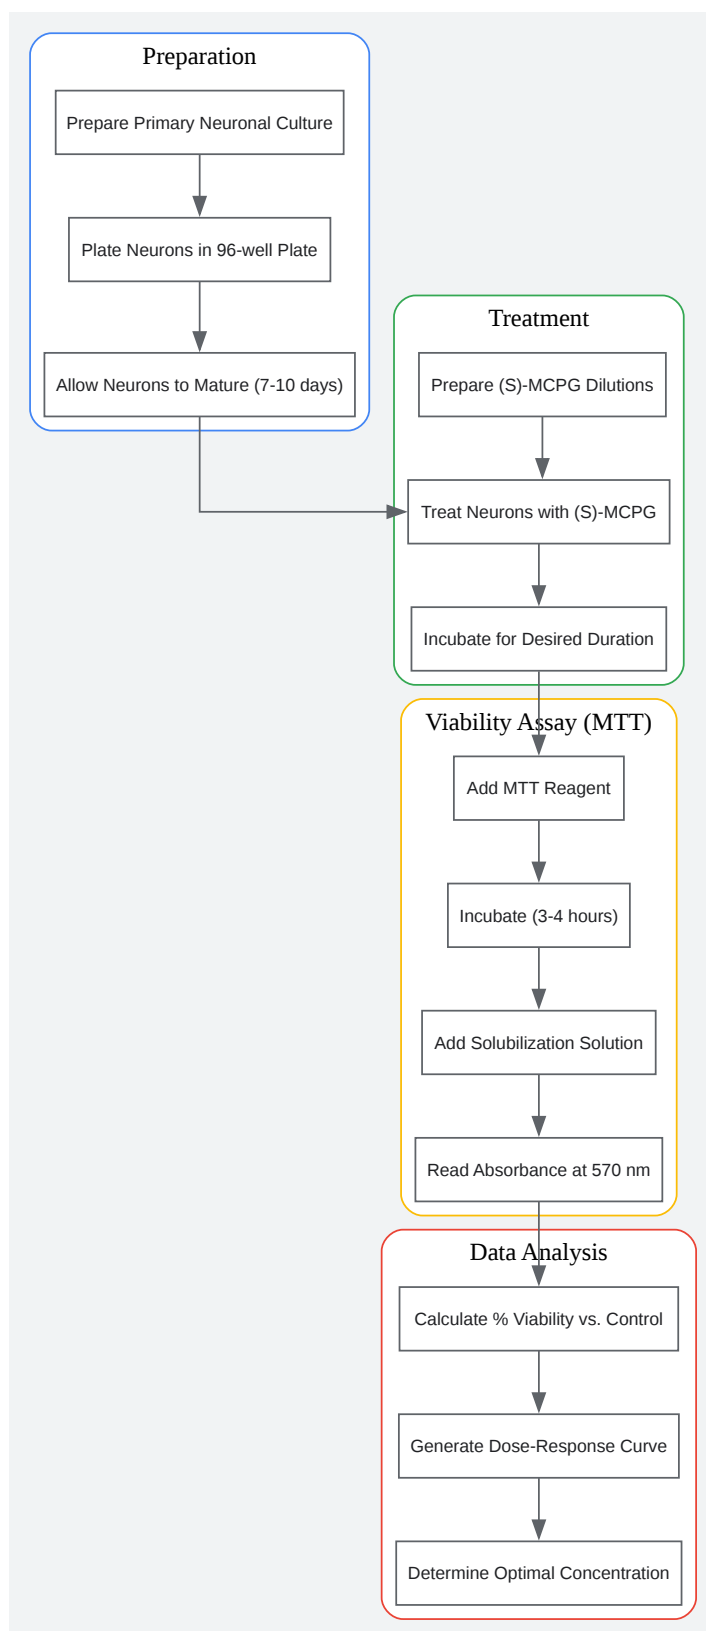 Preparation
Prepare Primary Neuronal Culture
Plate Neurons in 96-well Plate
Allow Neurons to Mature (7-10 days)
Treatment
Prepare (S)-MCPG Dilutions
Treat Neurons with (S)-MCPG
Incubate for Desired Duration
Viability Assay (MTT)
Add MTT Reagent
Incubate (3-4 hours)
Add Solubilization Solution
Read Absorbance at 570 nm
Data Analysis
Calculate % Viability vs. Control
Generate Dose-Response Curve
Determine Optimal Concentration